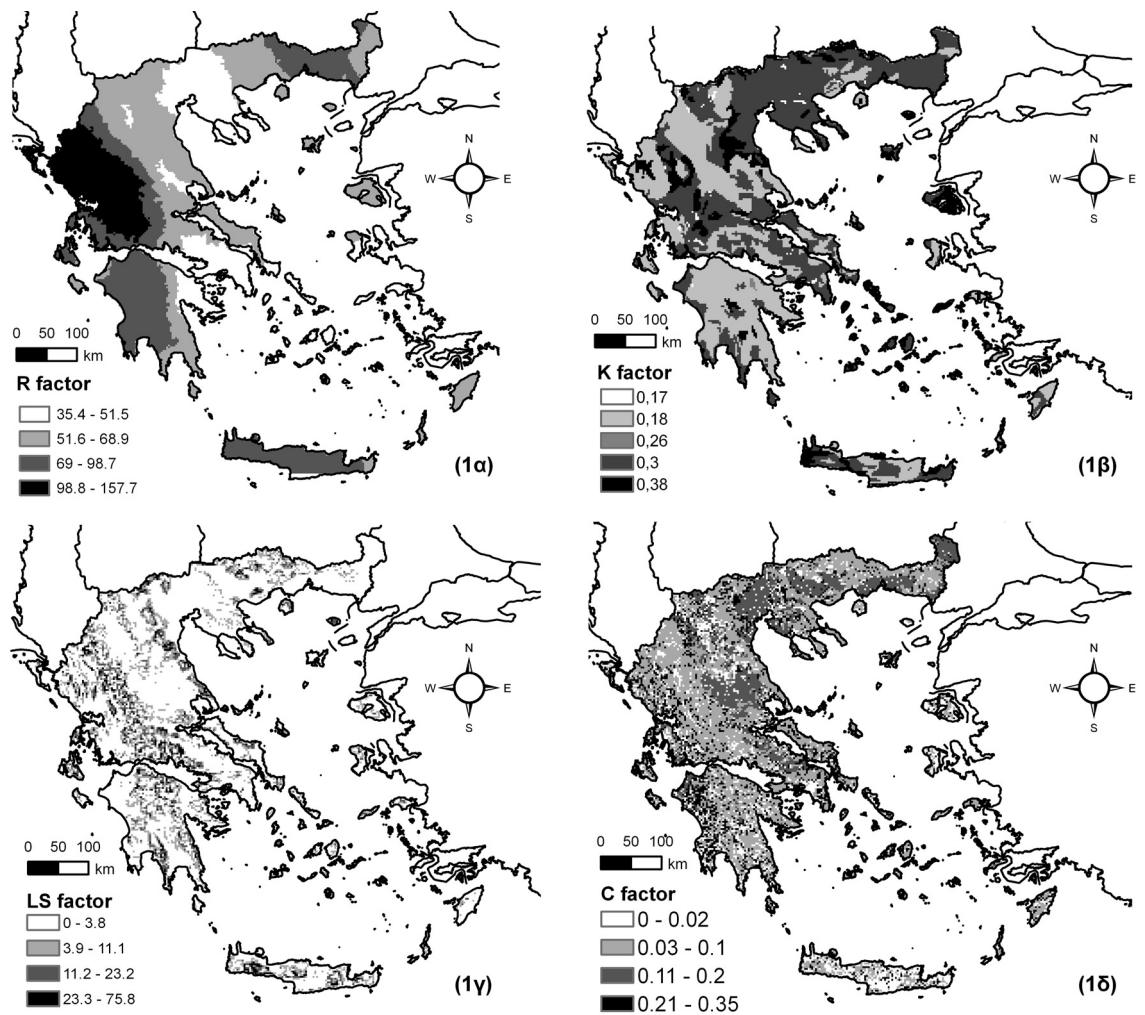 N
W E
S
0 50 100
km
R factor
35.4 - 51.5
51.6 - 68.9
69 - 98.7
98.8 - 157.7
(1α)
N
W E
S
0 50 100
km
K factor
0,17
0,18
0,26
0,3
0,38
(1β)
N
W E
S
0 50 100
km
LS factor
0 - 3.8
3.9 - 11.1
11.2 - 23.2
23.3 - 75.8
(1γ)
N
W E
S
0 50 100
km
C factor
0 - 0.02
0.03 - 0.1
0.11 - 0.2
0.21 - 0.35
(1δ)